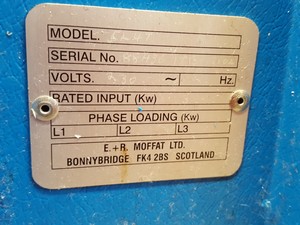 MODEL.
SERIAL No.
VOLTS. ~ Hz.
RATED INPUT (Kw)
PHASE LOADING (Kw)
L1 L2 L3
E.+R. MOFFAT LTD.
BONNYBRIDGE FK4 2BS SCOTLAND